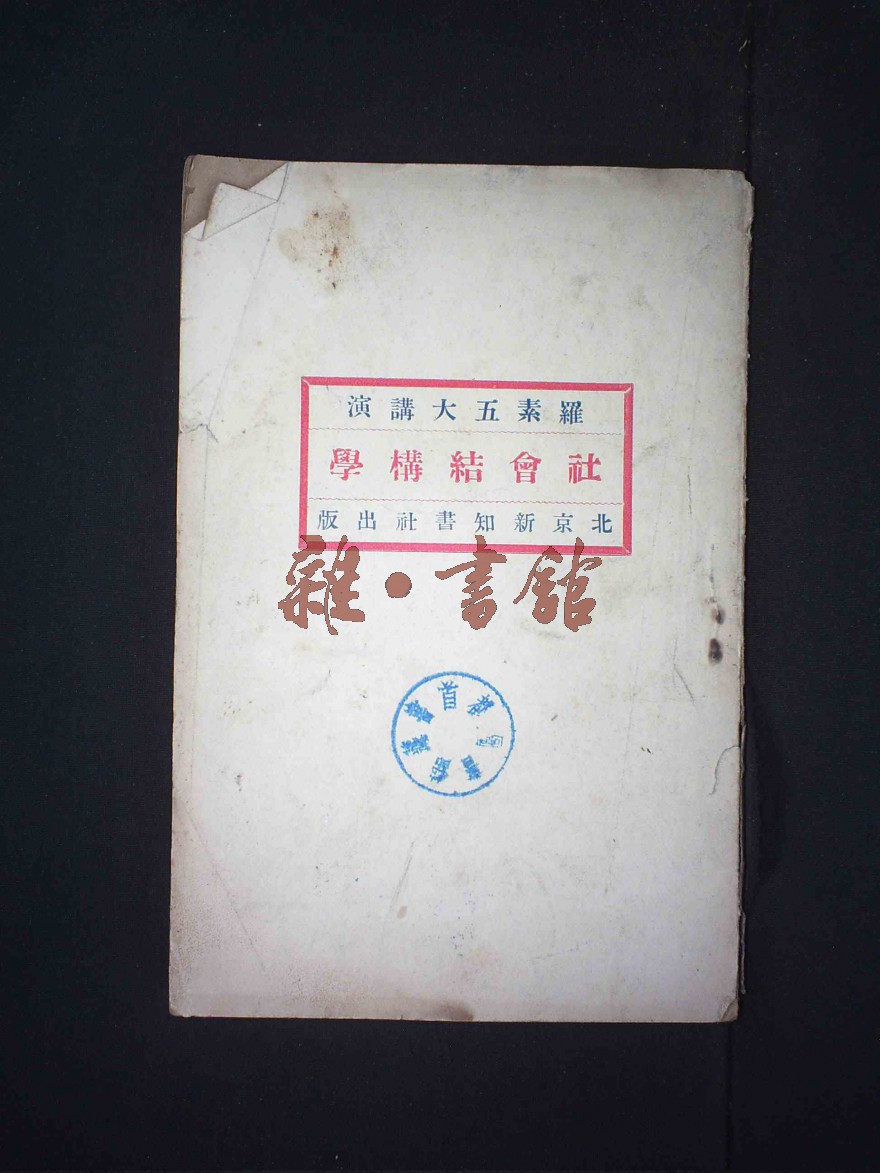 羅素五大講演
社會結構學
北京新知書社出版
雜·書館